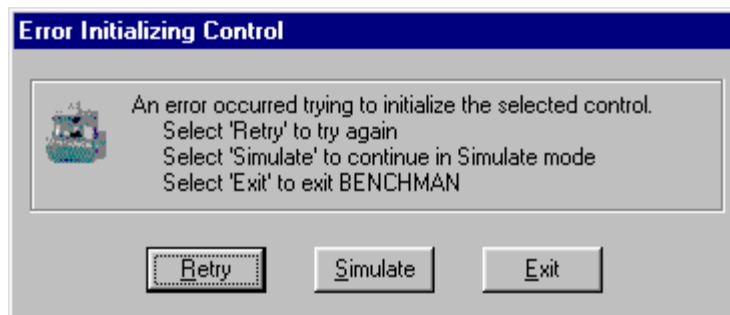 Error Initializing Control
An error occurred trying to initialize the selected control.
Select 'Retry' to try again
Select 'Simulate' to continue in Simulate mode
Select 'Exit' to exit BENCHMAN
Retry
Simulate
Exit